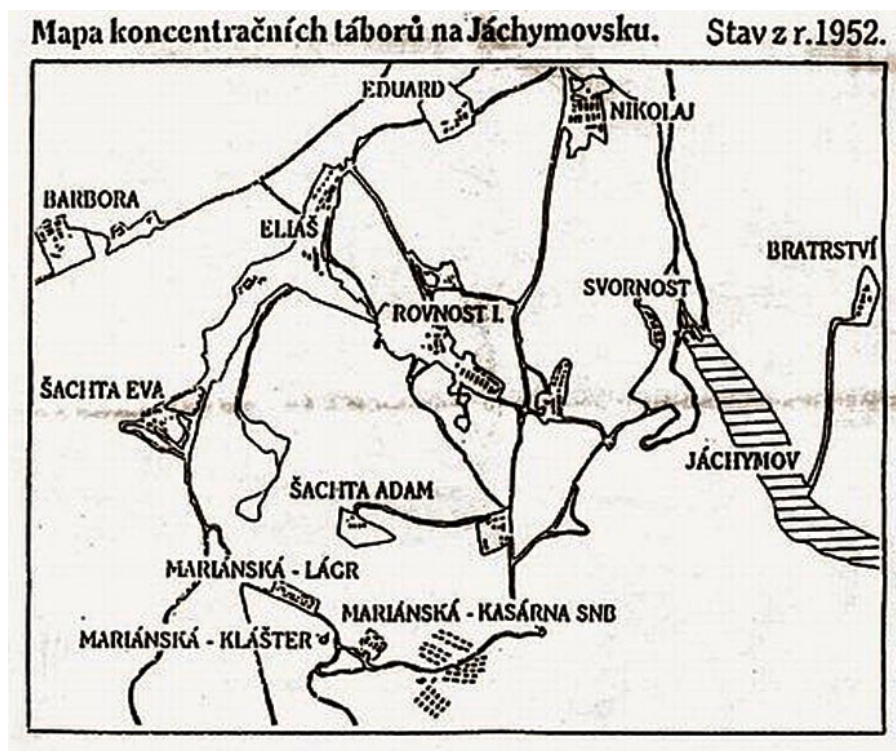 Mapa koncentračních táborů na Jáchymovsku. Stav z r. 1952.
EDUARD
NIKOLAJ
BARBORA
ELIÁŠ
BRATRSTVÍ
SVORNOST
ROVNOST I.
ŠACHTA EVA
JÁCHYMOV
ŠACHTA ADAM
MARIÁNSKÁ - LÁGR
MARIÁNSKÁ - KASÁRNA SNB
MARIÁNSKÁ - KLÁŠTER